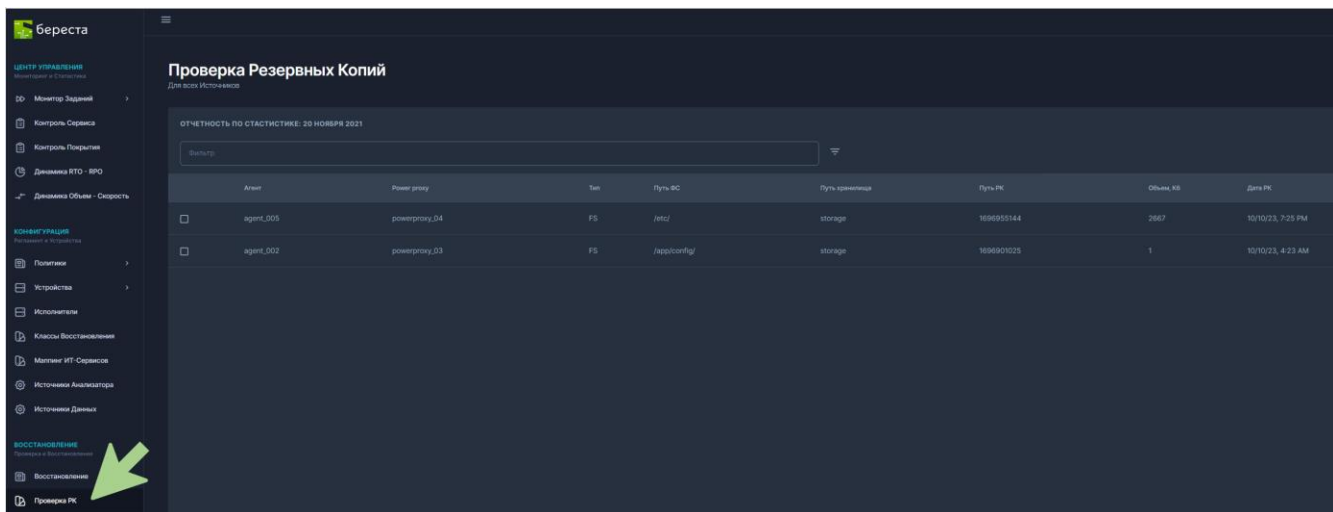 береста
ЦЕНТР УПРАВЛЕНИЯ
Мониторинг и Статистика
Монитор Заданий
Контроль Сервиса
Контроль Покрытия
Динамика RTO - RPO
Динамика Объем - Скорость
КОНФИГУРАЦИЯ
Регламент и Устройства
Политики
Устройства
Исполнители
Классы Восстановления
Маппинг ИТ-Сервисов
Источники Анализатора
Источники Данных
ВОССТАНОВЛЕНИЕ
Проверка и Восстановление
Восстановление
Проверка РК
Проверка Резервных Копий
Для всех Источников
ОТЧЕТНОСТЬ ПО СТАСТИСТИКЕ: 20 НОЯБРЯ 2021
Фильтр
Агент Power proxy Тип Путь ФС Путь хранилища Путь РК Объем, Кб Дата РК
agent_005 powerproxy_04 FS /etc/ storage 1696955144 2667 10/10/23, 7:25 PM
agent_002 powerproxy_03 FS /app/config/ storage 1696901025 1 10/10/23, 4:23 AM